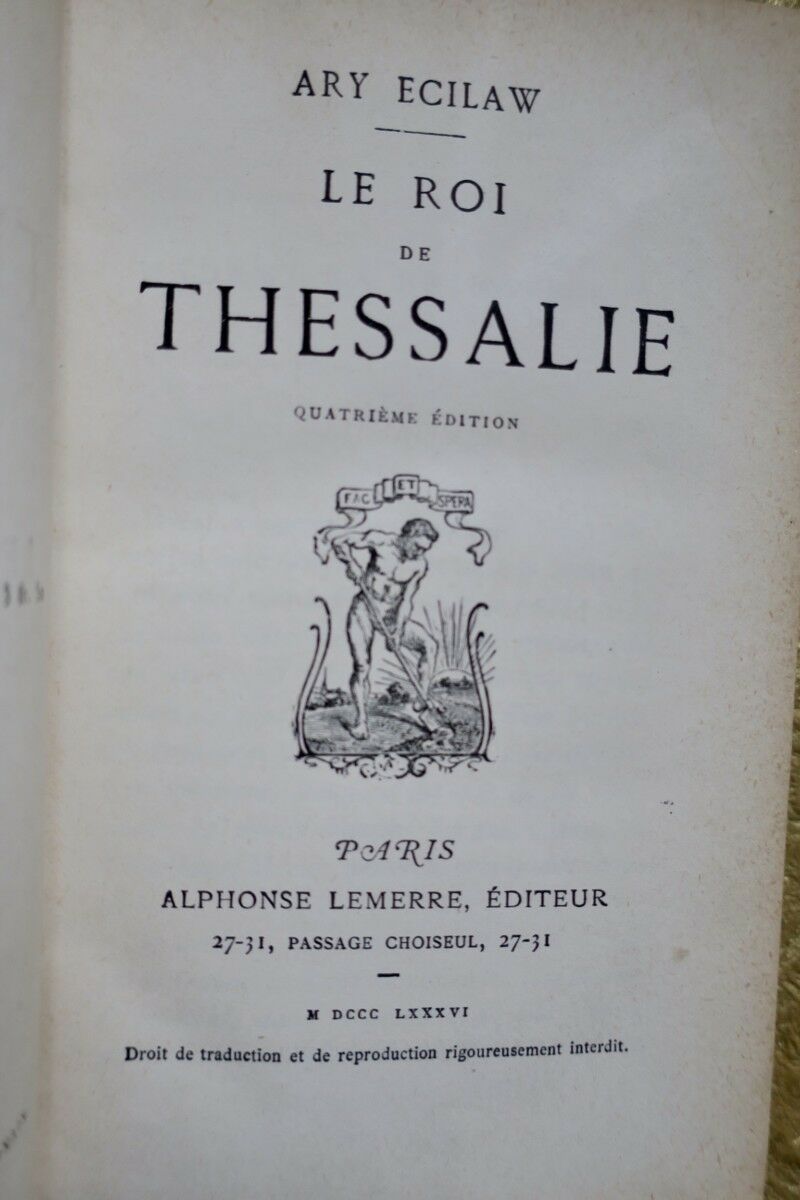 ARY ECILAW
LE ROI
DE
THESSALIE
QUATRIÈME ÉDITION
FAC ET SPERA
PARIS
ALPHONSE LEMERRE, ÉDITEUR
27-31, PASSAGE CHOISEUL, 27-31
M DCCC LXXXVI
Droit de traduction et de reproduction rigoureusement interdit.